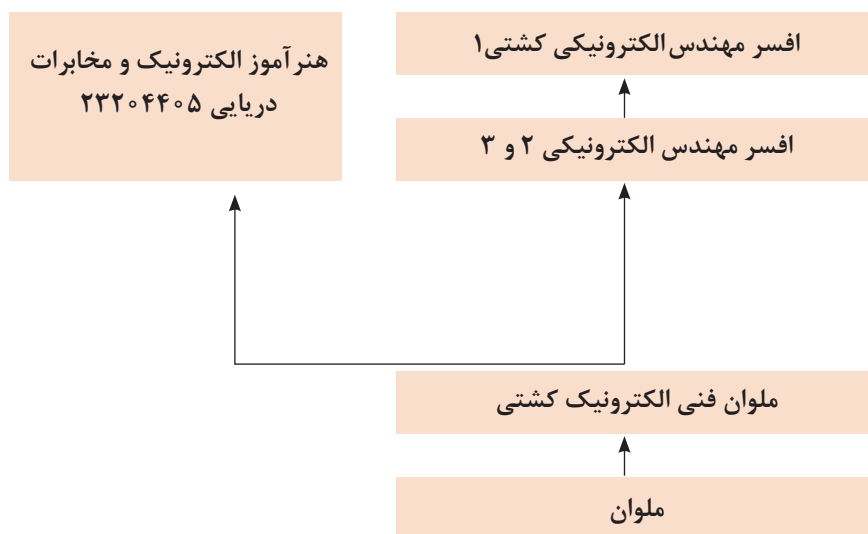 افسر مهندس الکترونیکی کشتی۱
هنرآموز الکترونیک و مخابرات
دریایی ۲۳۲۰۴۴۰۵
افسر مهندس الکترونیکی ۲ و ۳
ملوان فنی الکترونیک کشتی
ملوان